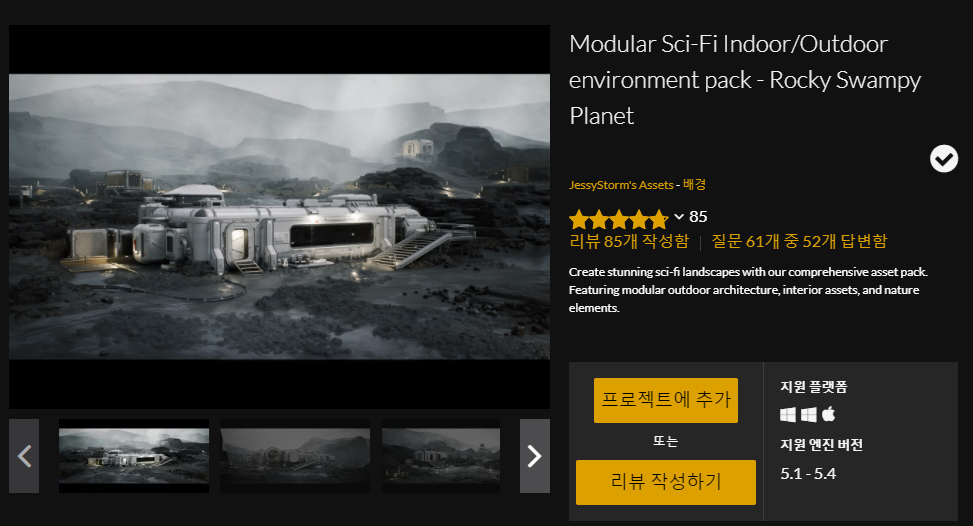 Modular Sci-Fi Indoor/Outdoor
environment pack - Rocky Swampy
Planet
JessyStorm's Assets - 배경
85
리뷰 85개 작성함 | 질문 61개 중 52개 답변함
Create stunning sci-fi landscapes with our comprehensive asset pack.
Featuring modular outdoor architecture, interior assets, and nature
elements.
프로젝트에 추가
또는
리뷰 작성하기
지원 플랫폼
지원 엔진 버전
5.1 - 5.4